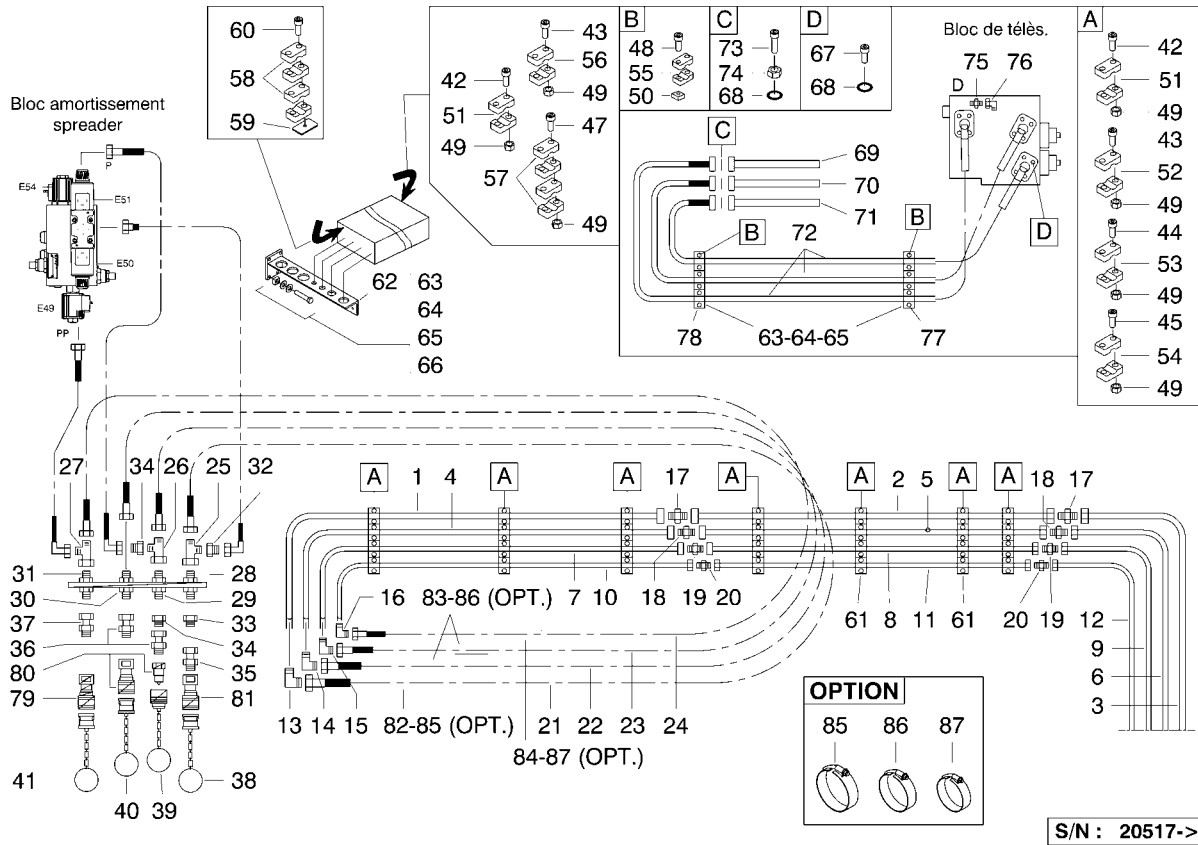 60
58
59
43
56
42
49
51
47
49
57
49
B
48
55
50
C
73
74
68
D
67
68
Bloc de télès.
75 76
D
A
42
51
49
43
52
49
44
53
49
45
54
49
Bloc amortissement
spreader
P
E54
E51
E50
E49
PP
C
69
70
71
B
B
D
72
78
63-64-65
77
62 63
64
65
66
27 34 26 25 32
A 1 4 A A 17 A A 2 5 A A 18 17
31 28
30 29
37 33
36 34
80 35
79 81
41 40 39 38
16 83-86 (OPT.) 7 10 18 19 20 61 8 11 61 20 19 12
9
6
3
13 14 15 82-85 (OPT.) 21 22 23 24
84-87 (OPT.)
OPTION
85 86 87
S/N : 20517->